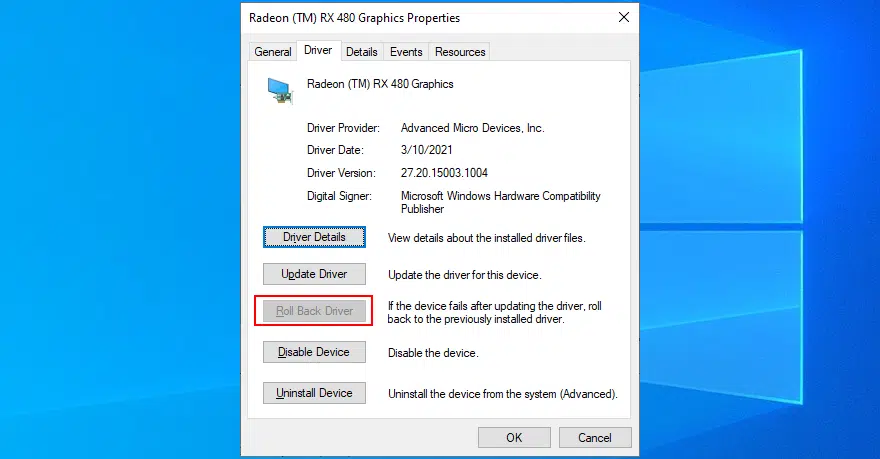 Radeon (TM) RX 480 Graphics Properties
General Driver Details Events Resources
Radeon (TM) RX 480 Graphics
Driver Provider: Advanced Micro Devices, Inc.
Driver Date: 3/10/2021
Driver Version: 27.20.15003.1004
Digital Signer: Microsoft Windows Hardware Compatibility
Publisher
Driver Details View details about the installed driver files.
Update Driver Update the driver for this device.
Roll Back Driver If the device fails after updating the driver, roll
back to the previously installed driver.
Disable Device Disable the device.
Uninstall Device Uninstall the device from the system (Advanced).
OK Cancel